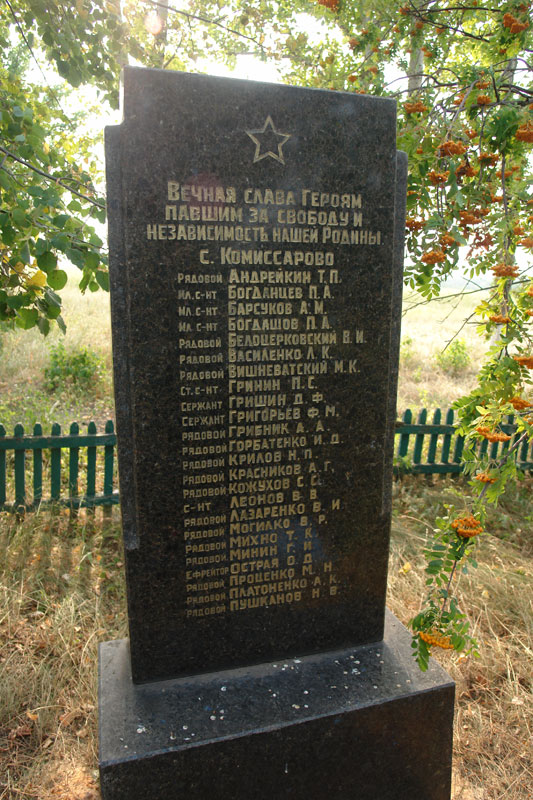 Вечная слава Героям
павшим за свободу и
независимость нашей Родины
с. Комиссарово
Рядовой Андрейкин Т.П.
Мл. с-нт Богданцев П.А.
Мл. с-нт Барсуков А.М.
Мл. с-нт Богдашов П.А.
Рядовой Белоцерковский В.И.
Рядовой Василенко Л.К.
Рядовой Вишневатский М.К.
Ст. с-нт Гринин П.С.
Сержант Гришин Д.Ф.
Сержант Григорьев Ф.М.
Рядовой Грибник А.А.
Рядовой Горбатенко И.Д.
Рядовой Крилов Н.П.
Рядовой Красников А.Г.
Рядовой Кожухов С.С.
С-нт Леонов В.В.
Рядовой Лазаренко В.И.
Рядовой Могилко В.Р.
Рядовой Михно Т.К.
Рядовой Минин Г.Н.
Ефрейтор Острая О.Д.
Рядовой Проценко М.Н.
Рядовой Платоненко А.К.
Рядовой Пушканов Н.В.